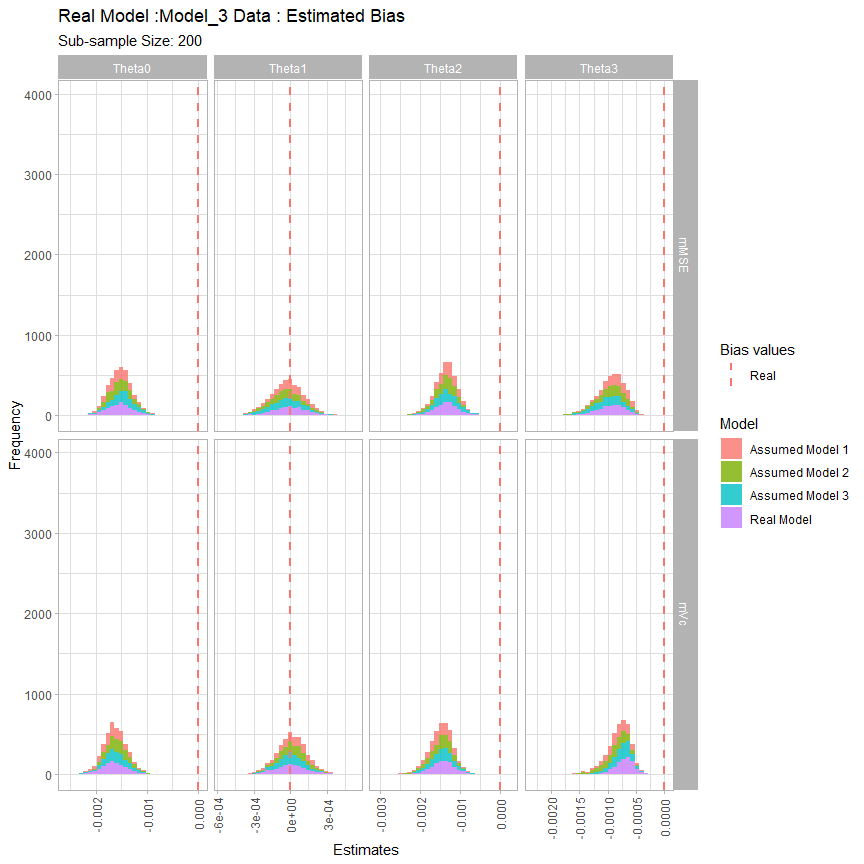 Real Model :Model_3 Data : Estimated Bias
Sub-sample Size: 200
Theta0 Theta1 Theta2 Theta3
4000
3000
2000
1000
0
mMSE
4000
3000
2000
1000
0
mVc
Frequency
-0.002 -0.001 0.000 -6e-04 -3e-04 0e+00 3e-04 -0.003 -0.002 -0.001 0.000 -0.0020 -0.0015 -0.0010 -0.0005 0.0000
Estimates
Bias values
Real
Model
Assumed Model 1
Assumed Model 2
Assumed Model 3
Real Model